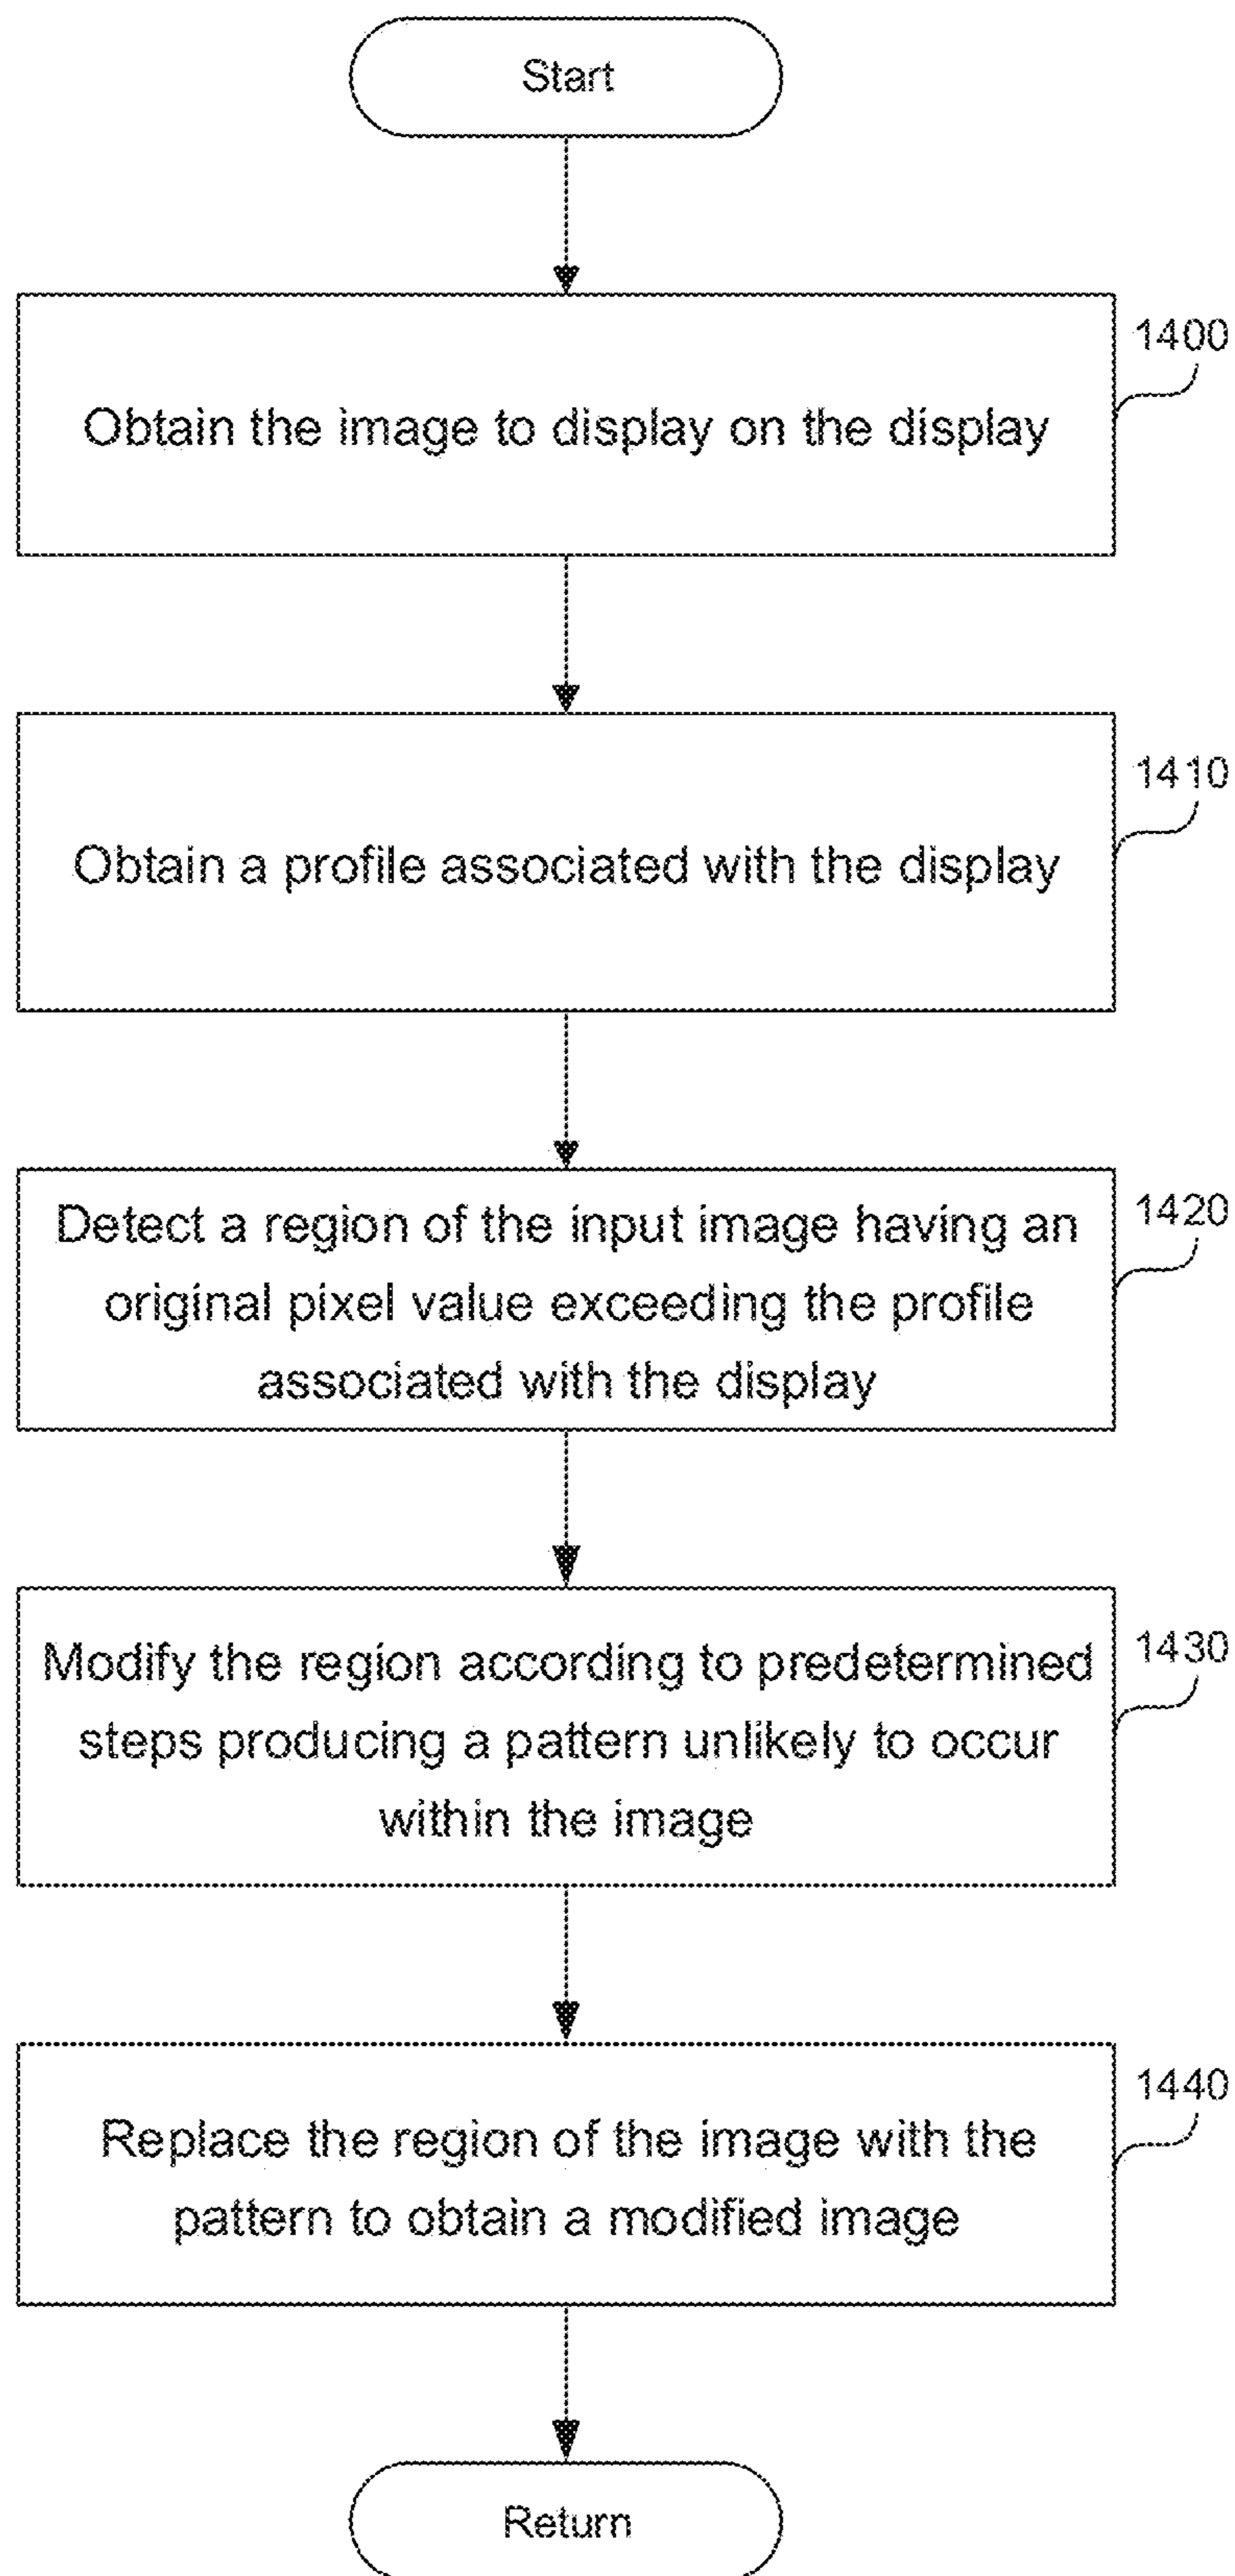 Start
1400
Obtain the image to display on the display
1410
Obtain a profile associated with the display
1420
Detect a region of the input image having an
original pixel value exceeding the profile
associated with the display
1430
Modify the region according to predetermined
steps producing a pattern unlikely to occur
within the image
1440
Replace the region of the image with the
pattern to obtain a modified image
Return